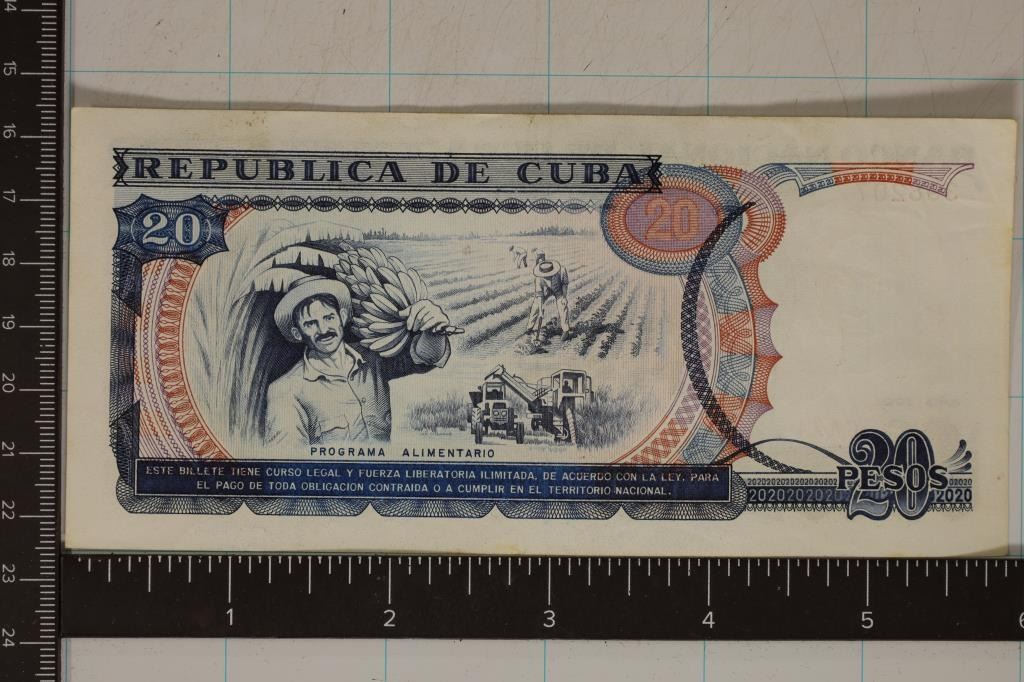 REPUBLICA DE CUBA
20
20
PROGRAMA ALIMENTARIO
ESTE BILLETE TIENE CURSO LEGAL Y FUERZA LIBERATORIA ILIMITADA, DE ACUERDO CON LA LEY, PARA
EL PAGO DE TODA OBLIGACION CONTRAIDA O A CUMPLIR EN EL TERRITORIO NACIONAL.
20
PESOS
14
15
16
17
18
19
20
21
22
23
24
1 2 3 4 5 6